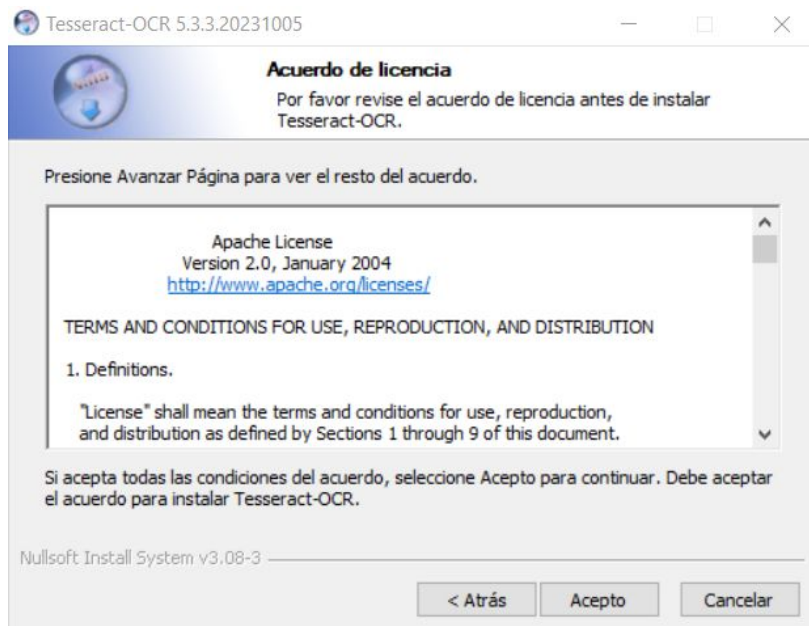 Tesseract-OCR 5.3.3.20231005
Acuerdo de licencia
Por favor revise el acuerdo de licencia antes de instalar
Tesseract-OCR.
Presione Avanzar Página para ver el resto del acuerdo.
Apache License
Version 2.0, January 2004
http://www.apache.org/licenses/
TERMS AND CONDITIONS FOR USE, REPRODUCTION, AND DISTRIBUTION
1. Definitions.
"License" shall mean the terms and conditions for use, reproduction,
and distribution as defined by Sections 1 through 9 of this document.
Si acepta todas las condiciones del acuerdo, seleccione Acepto para continuar. Debe aceptar
el acuerdo para instalar Tesseract-OCR.
Nullsoft Install System v3.08-3
< Atrás Acepto Cancelar